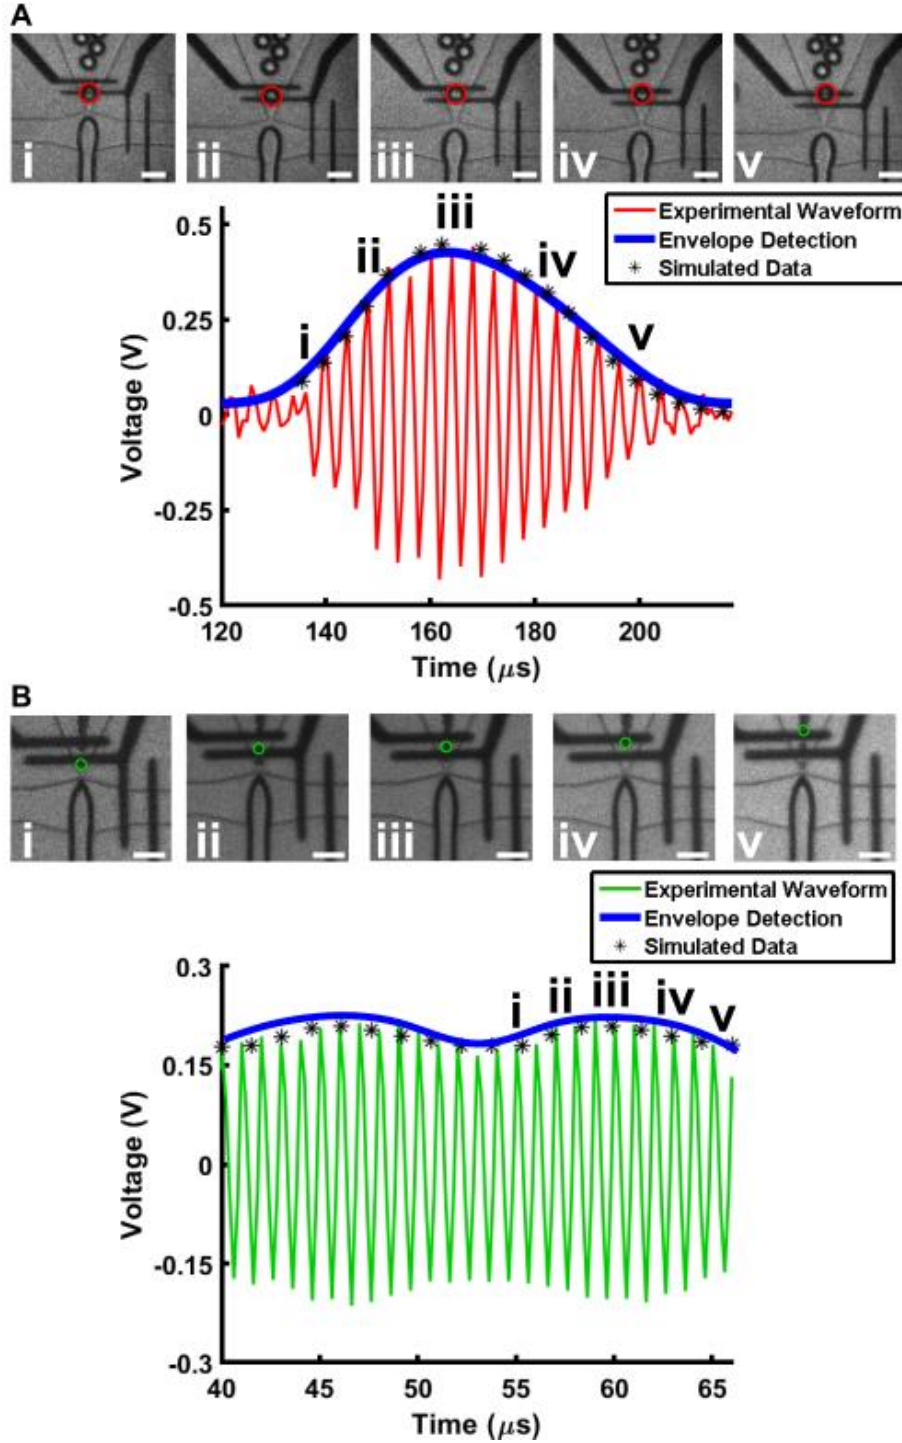 A
i ii iii iv v
Experimental Waveform
Envelope Detection
Simulated Data
0.5
0.25
0
-0.25
-0.5
Voltage (V)
i ii iii iv v
120 140 160 180 200
Time (μs)
B
i ii iii iv v
Experimental Waveform
Envelope Detection
Simulated Data
0.3
0.15
0
-0.15
-0.3
Voltage (V)
i ii iii iv v
40 45 50 55 60 65
Time (μs)